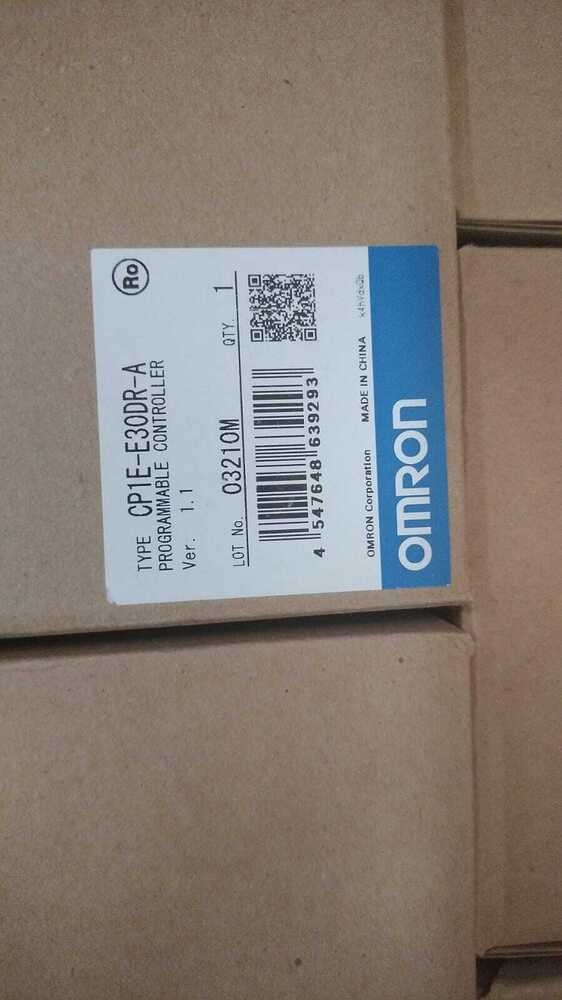 Ro
TYPE CP1E-E30DR-A
PROGRAMMABLE CONTROLLER
Ver. 1.1
LOT No. 03210M QTY. 1
4 547648 639293
OMRON Corporation MADE IN CHINA
OMRON